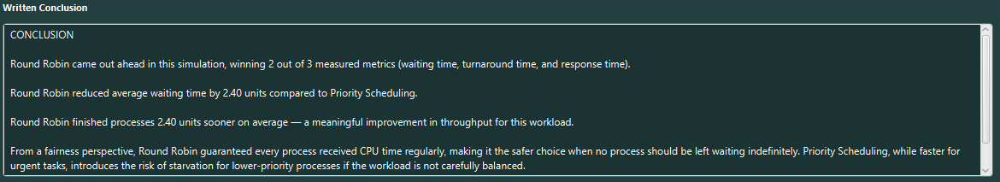 Written Conclusion
CONCLUSION
Round Robin came out ahead in this simulation, winning 2 out of 3 measured metrics (waiting time, turnaround time, and response time).
Round Robin reduced average waiting time by 2.40 units compared to Priority Scheduling.
Round Robin finished processes 2.40 units sooner on average — a meaningful improvement in throughput for this workload.
From a fairness perspective, Round Robin guaranteed every process received CPU time regularly, making it the safer choice when no process should be left waiting indefinitely. Priority Scheduling, while faster for
urgent tasks, introduces the risk of starvation for lower-priority processes if the workload is not carefully balanced.